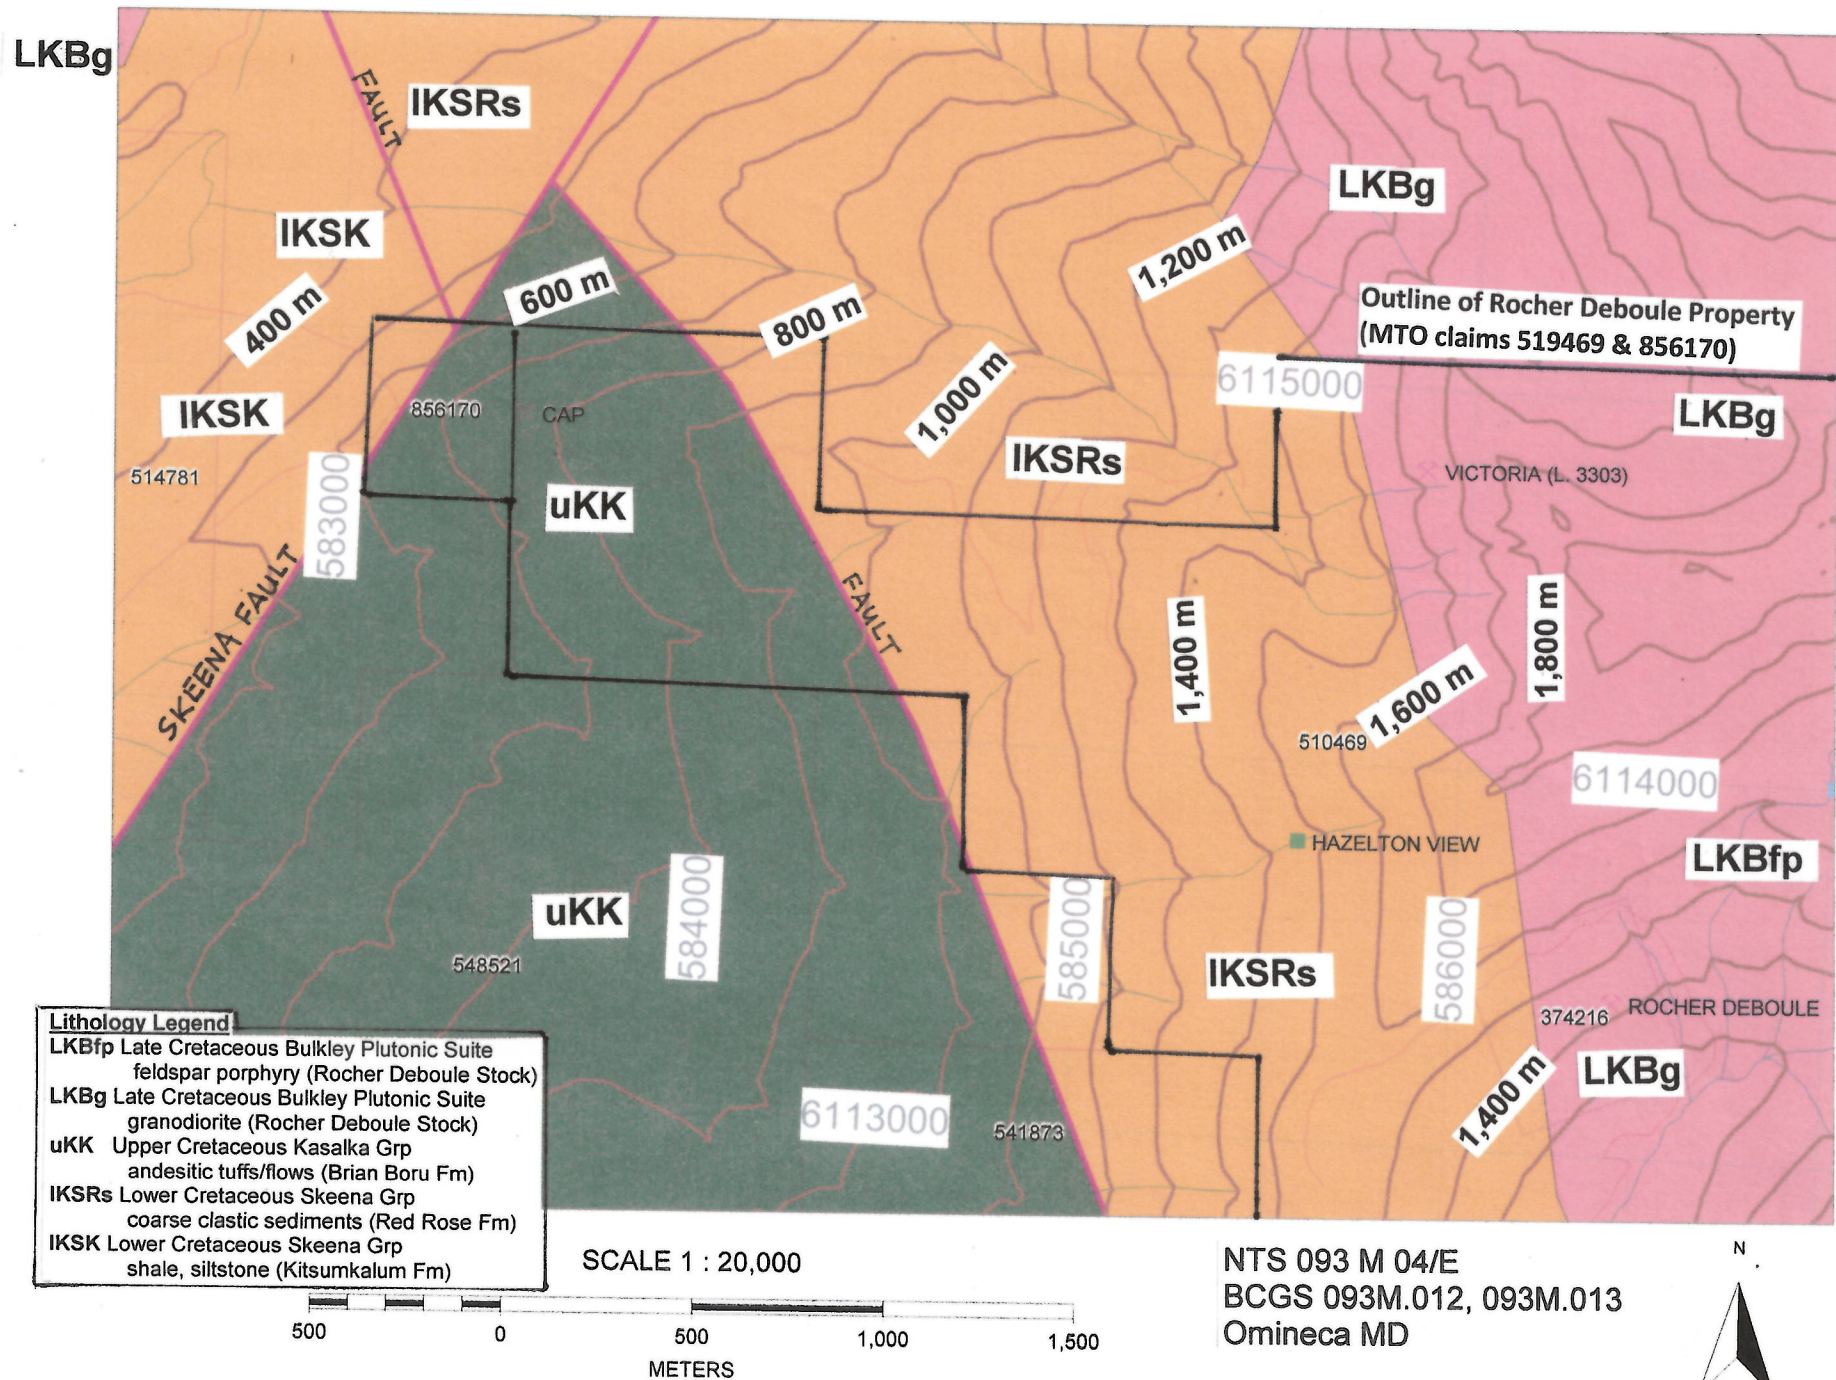 LKBg
FAULT
IKSRs
LKBg
IKSK
1,200 m
600 m
400 m
800 m
Outline of Rocher Deboule Property
(MTO claims 519469 & 856170)
6115000
1,000 m
IKSK
856170
CAP
LKBg
514781
IKSRs
VICTORIA (L. 3303)
583000
uKK
SKEENA FAULT
FAULT
1,400 m
1,800 m
1,600 m
510469
6114000
HAZELTON VIEW
LKBfp
584000
uKK
585000
586000
548521
IKSRs
374216
ROCHER DEBOULE
LKBg
6113000
541873
1,400 m
Lithology Legend
LKBfp Late Cretaceous Bulkley Plutonic Suite
feldspar porphyry (Rocher Deboule Stock)
LKBg Late Cretaceous Bulkley Plutonic Suite
granodiorite (Rocher Deboule Stock)
uKK Upper Cretaceous Kasalka Grp
andesitic tuffs/flows (Brian Boru Fm)
IKSRs Lower Cretaceous Skeena Grp
coarse clastic sediments (Red Rose Fm)
IKSK Lower Cretaceous Skeena Grp
shale, siltstone (Kitsumkalum Fm)
SCALE 1 : 20,000
500 0 500 1,000 1,500
METERS
NTS 093 M 04/E
BCGS 093M.012, 093M.013
Omineca MD
N